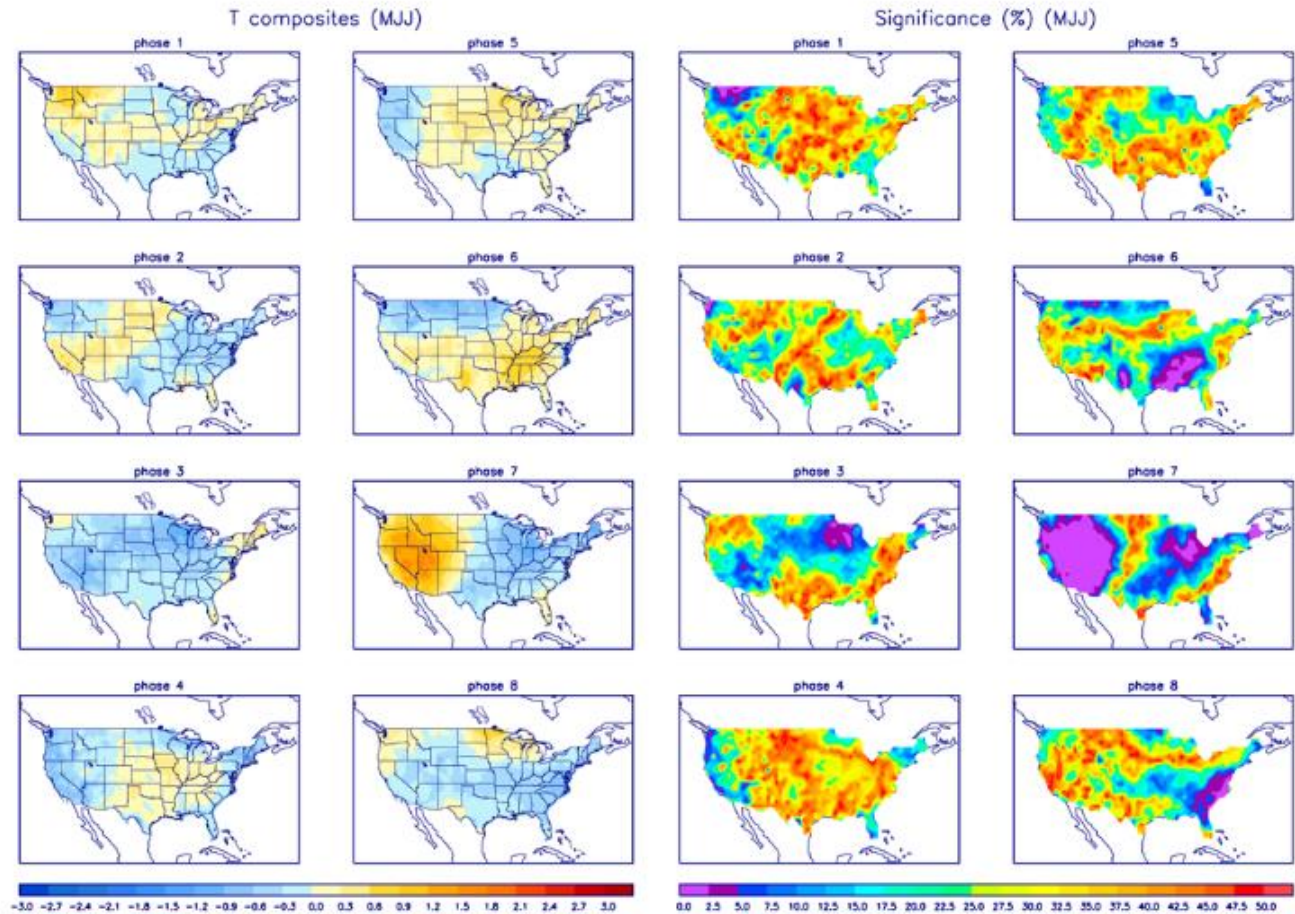 T composites (MJJ) Significance (%) (MJJ)
phase 1 phase 5 phase 1 phase 5
phase 2 phase 6 phase 2 phase 6
phase 3 phase 7 phase 3 phase 7
phase 4 phase 8 phase 4 phase 8
-3.0 -2.7 -2.4 -2.1 -1.8 -1.5 -1.2 -0.9 -0.6 -0.3 0.0 0.3 0.6 0.9 1.2 1.5 1.8 2.1 2.4 2.7 3.0 0.0 2.5 5.0 7.5 10.0 12.5 15.0 17.5 20.0 22.5 25.0 27.5 30.0 32.5 35.0 37.5 40.0 42.5 45.0 47.5 50.0